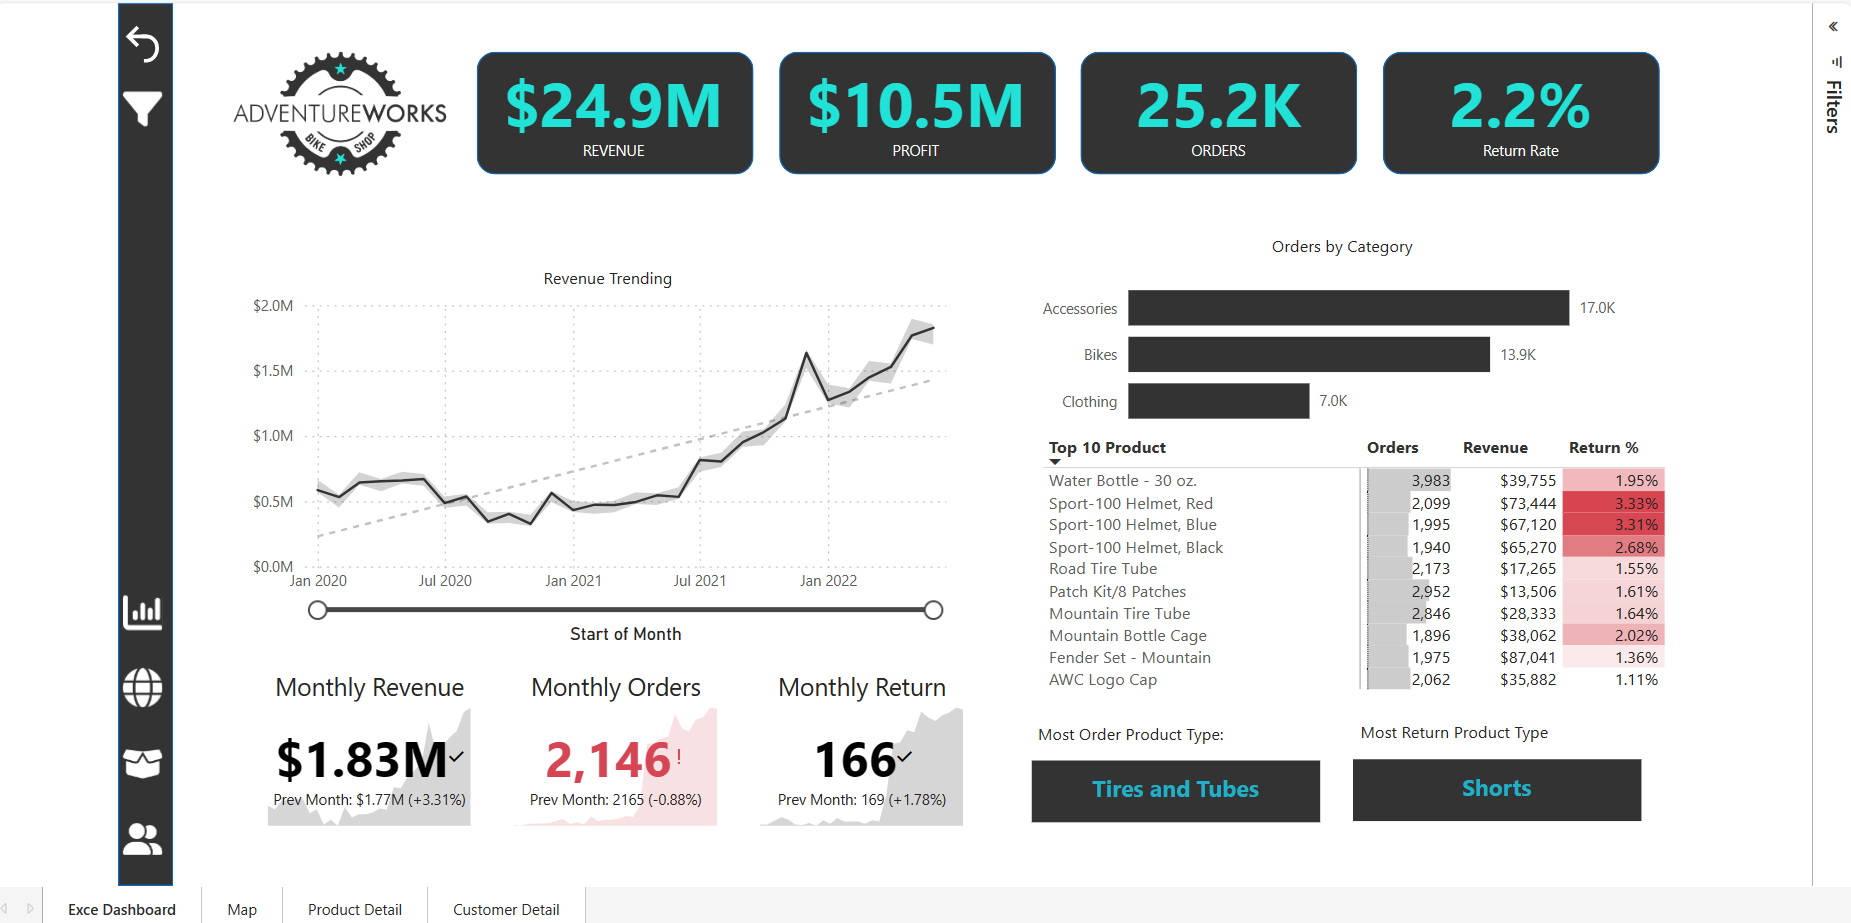 ADVENTUREWORKS
BIKE SHOP
$24.9M
REVENUE
$10.5M
PROFIT
25.2K
ORDERS
2.2%
Return Rate
Filters
Revenue Trending
$2.0M
$1.5M
$1.0M
$0.5M
$0.0M
Jan 2020 Jul 2020 Jan 2021 Jul 2021 Jan 2022
Start of Month
Orders by Category
Accessories 17.0K
Bikes 13.9K
Clothing 7.0K
Top 10 Product Orders Revenue Return %
Water Bottle - 30 oz. 3,983 $39,755 1.95%
Sport-100 Helmet, Red 2,099 $73,444 3.33%
Sport-100 Helmet, Blue 1,995 $67,120 3.31%
Sport-100 Helmet, Black 1,940 $65,270 2.68%
Road Tire Tube 2,173 $17,265 1.55%
Patch Kit/8 Patches 2,952 $13,506 1.61%
Mountain Tire Tube 2,846 $28,333 1.64%
Mountain Bottle Cage 1,896 $38,062 2.02%
Fender Set - Mountain 1,975 $87,041 1.36%
AWC Logo Cap 2,062 $35,882 1.11%
Monthly Revenue
$1.83M
Prev Month: $1.77M (+3.31%)
Monthly Orders
2,146 !
Prev Month: 2165 (-0.88%)
Monthly Return
166
Prev Month: 169 (+1.78%)
Most Order Product Type:
Tires and Tubes
Most Return Product Type
Shorts
Exce Dashboard Map Product Detail Customer Detail